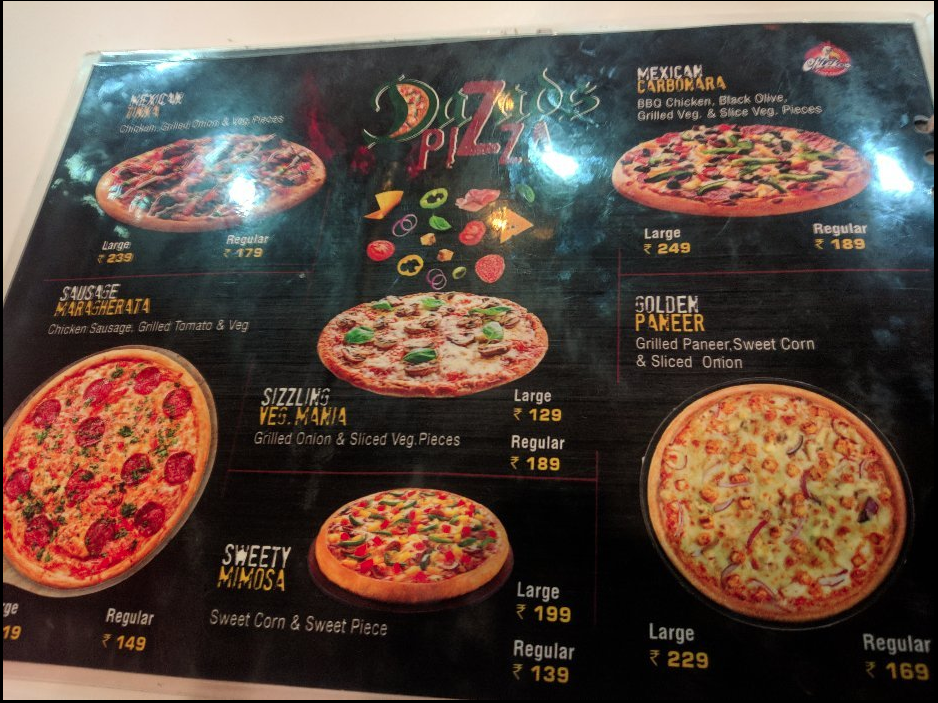 Dazads
PIZZA
MEXICAN
TIKKA
Chicken, Grilled Onion & Veg.Pieces
Large
₹ 239
Regular
₹ 179
MEXICAN
CARBONARA
BBQ Chicken, Black Olive,
Grilled Veg. & Slice Veg. Pieces
Large
₹ 249
Regular
₹ 189
SAUSAGE
MARAGHERATA
Chicken Sausage, Grilled Tomato & Veg
Regular
₹ 149
SIZZLING
VEG. MANIA
Grilled Onion & Sliced Veg.Pieces
Large
₹ 129
Regular
₹ 189
GOLDEN
PANEER
Grilled Paneer,Sweet Corn
& Sliced Onion
Large
₹ 229
Regular
₹ 169
SWEETY
MIMOSA
Sweet Corn & Sweet Piece
Large
₹ 199
Regular
₹ 139